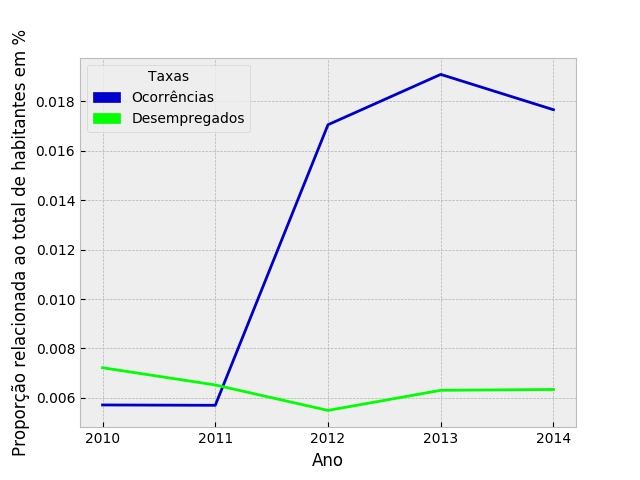 Proporção relacionada ao total de habitantes em %
Taxas
Ocorrências
Desempregados
0.018
0.016
0.014
0.012
0.010
0.008
0.006
2010 2011 2012 2013 2014
Ano